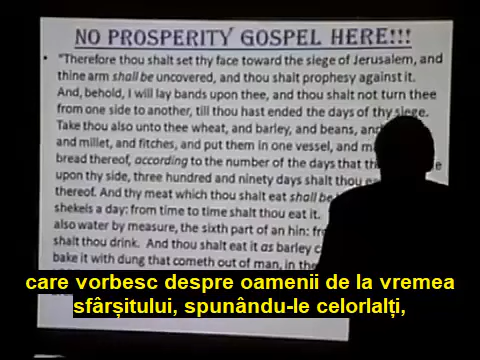 NO PROSPERITY GOSPEL HERE!!!
• "Therefore thou shalt set thy face toward the siege of Jerusalem, and
thine arm shall be uncovered, and thou shalt prophesy against it.
And, behold, I will lay bands upon thee, and thou shalt not turn thee
from one side to another, till thou hast ended the days of thy siege.
Take thou also unto thee wheat, and barley, and beans, and
and millet, and fitches, and put them in one vessel, and
bread thereof, according to the number of the days that
upon thy side, three hundred and ninety days shalt thou
thereof. And thy meat which thou shalt eat shall be
shekels a day: from time to time shalt thou eat it.
also water by measure, the sixth part of an hin: from
shalt thou drink. And thou shalt eat it as barley
bake it with dung that cometh out of man, in the
care vorbesc despre oamenii de la vremea
sfârșitului, spunându-le celorlalți,